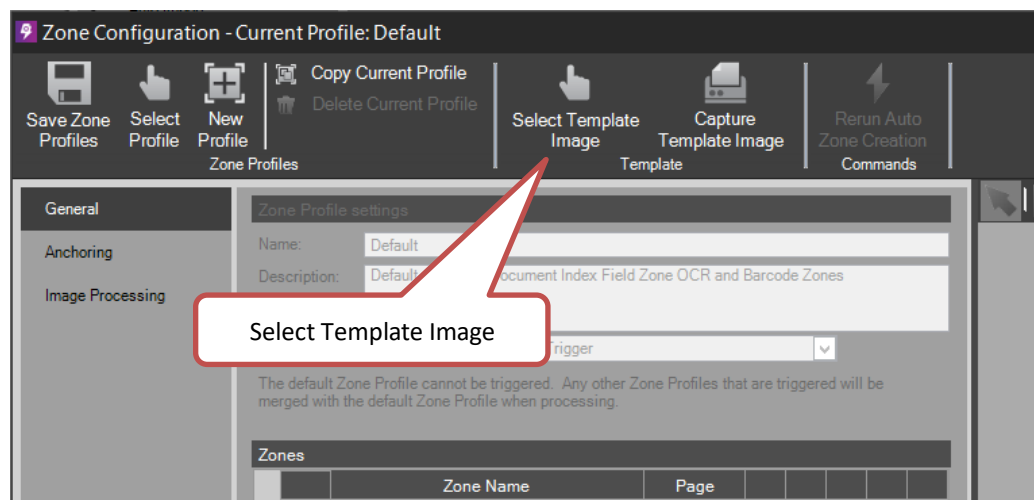 Zone Configuration - Current Profile: Default
Save Zone Profiles
Select Profile
New Profile
Copy Current Profile
Delete Current Profile
Zone Profiles
Select Template Image
Capture Template Image
Template
Rerun Auto Zone Creation
Commands
General
Anchoring
Image Processing
Zone Profile settings
Name: Default
Description: Default ocument Index Field Zone OCR and Barcode Zones
Select Template Image
Trigger
The default Zone Profile cannot be triggered. Any other Zone Profiles that are triggered will be
merged with the default Zone Profile when processing.
Zones
Zone Name Page